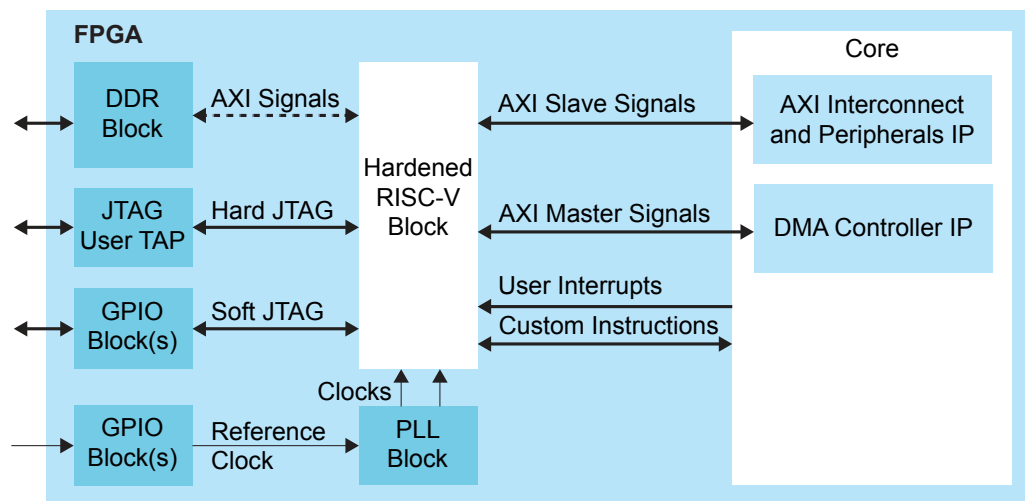 FPGA
Core
DDR
Block
AXI Signals
Hardened
RISC-V
Block
AXI Slave Signals
AXI Interconnect
and Peripherals IP
JTAG
User TAP
Hard JTAG
AXI Master Signals
DMA Controller IP
GPIO
Block(s)
Soft JTAG
User Interrupts
Custom Instructions
Clocks
GPIO
Block(s)
Reference
Clock
PLL
Block